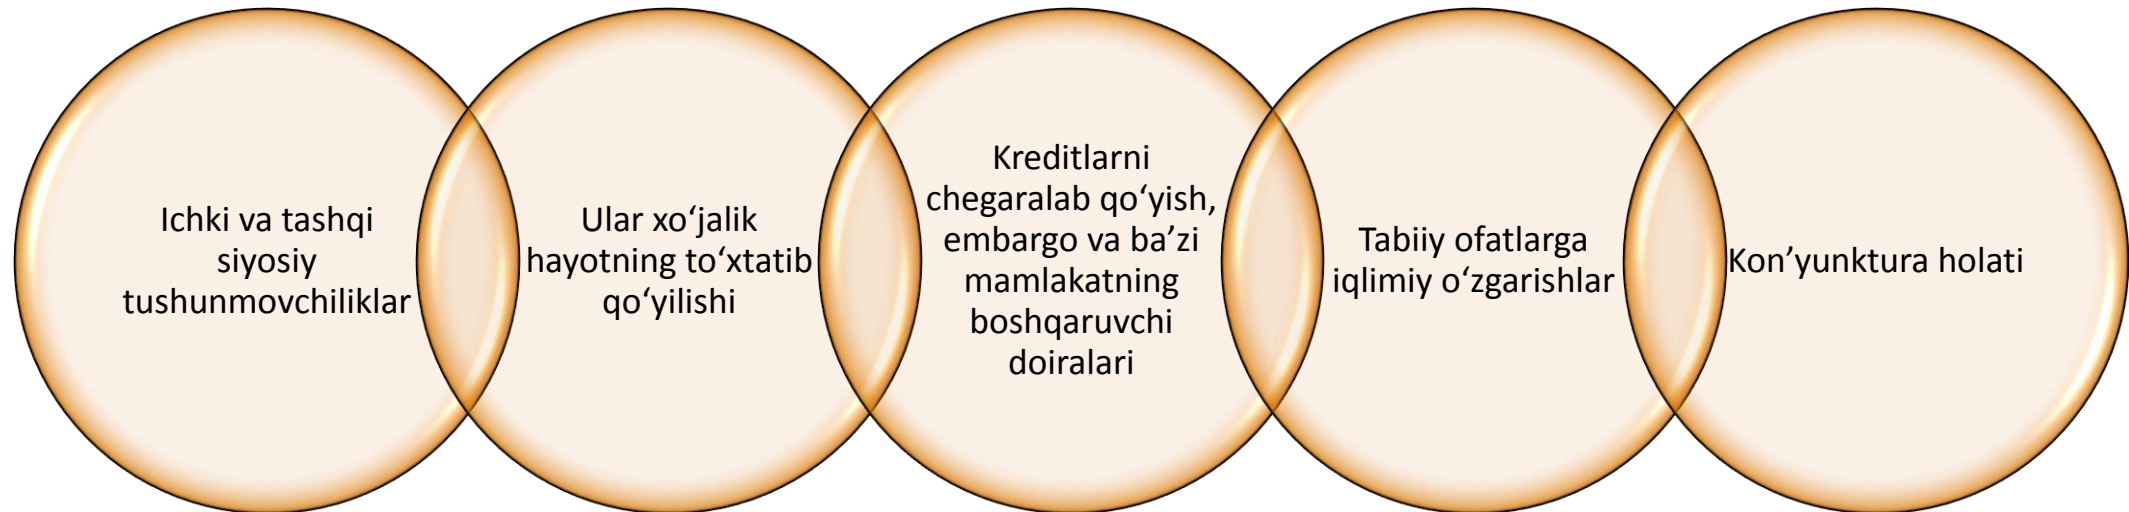 Ichki va tashqi
siyosiy
tushunmovchiliklar
Ular xo‘jalik
hayotning to‘xtatib
qo‘yilishi
Kreditlarni
chegaralab qo‘yish,
embargo va ba’zi
mamlakatning
boshqaruvchi
doiralari
Tabiiy ofatlarga
iqlimiy o‘zgarishlar
Kon’yunktura holati